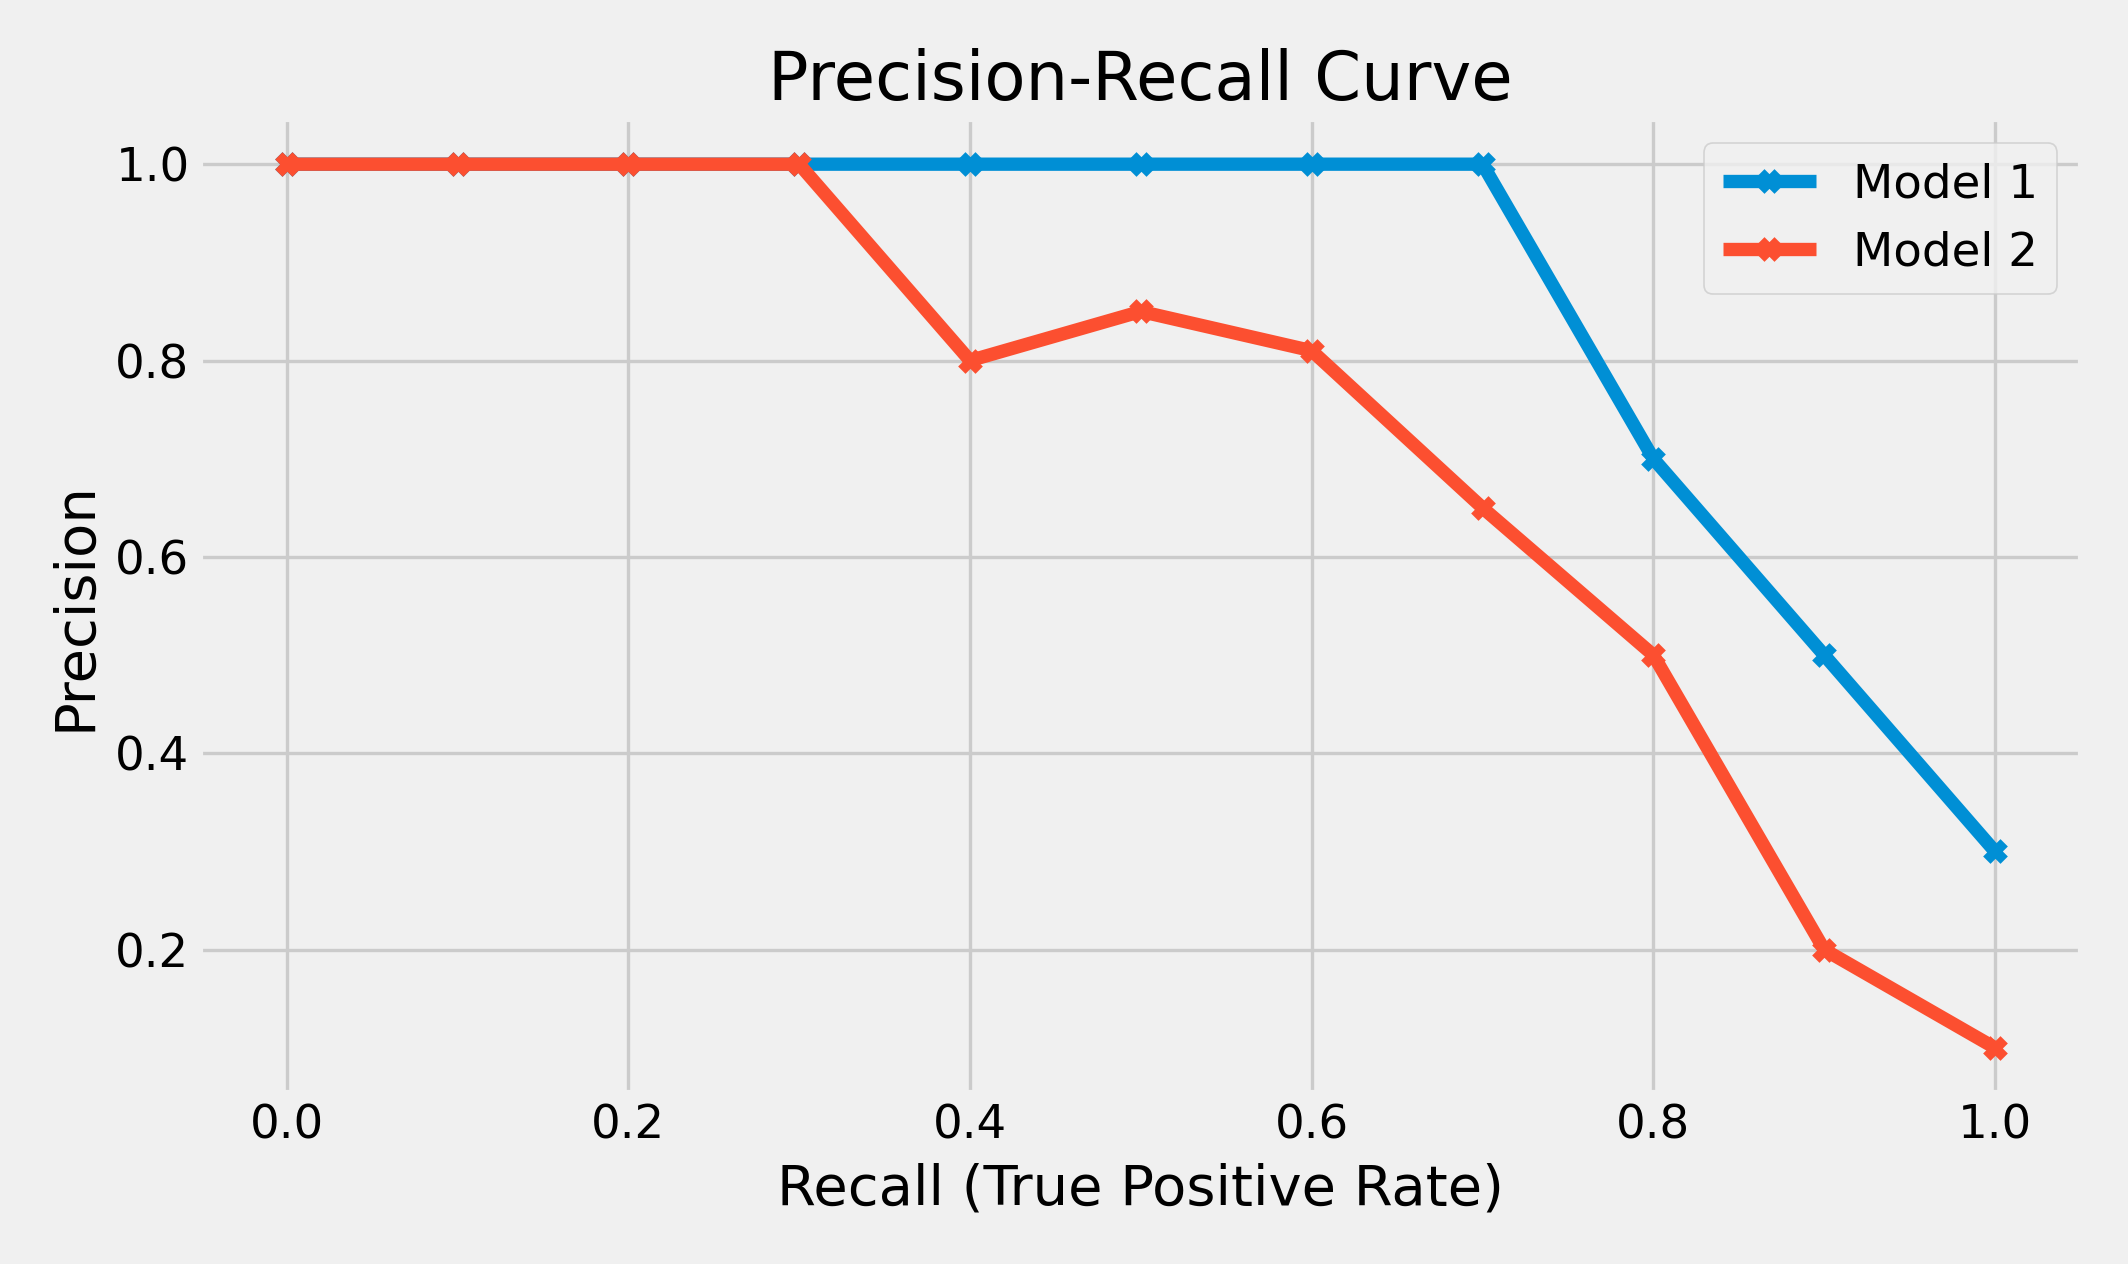 Precision-Recall Curve
1.0
0.8
0.6
0.4
0.2
Precision
Model 1
Model 2
0.0 0.2 0.4 0.6 0.8 1.0
Recall (True Positive Rate)